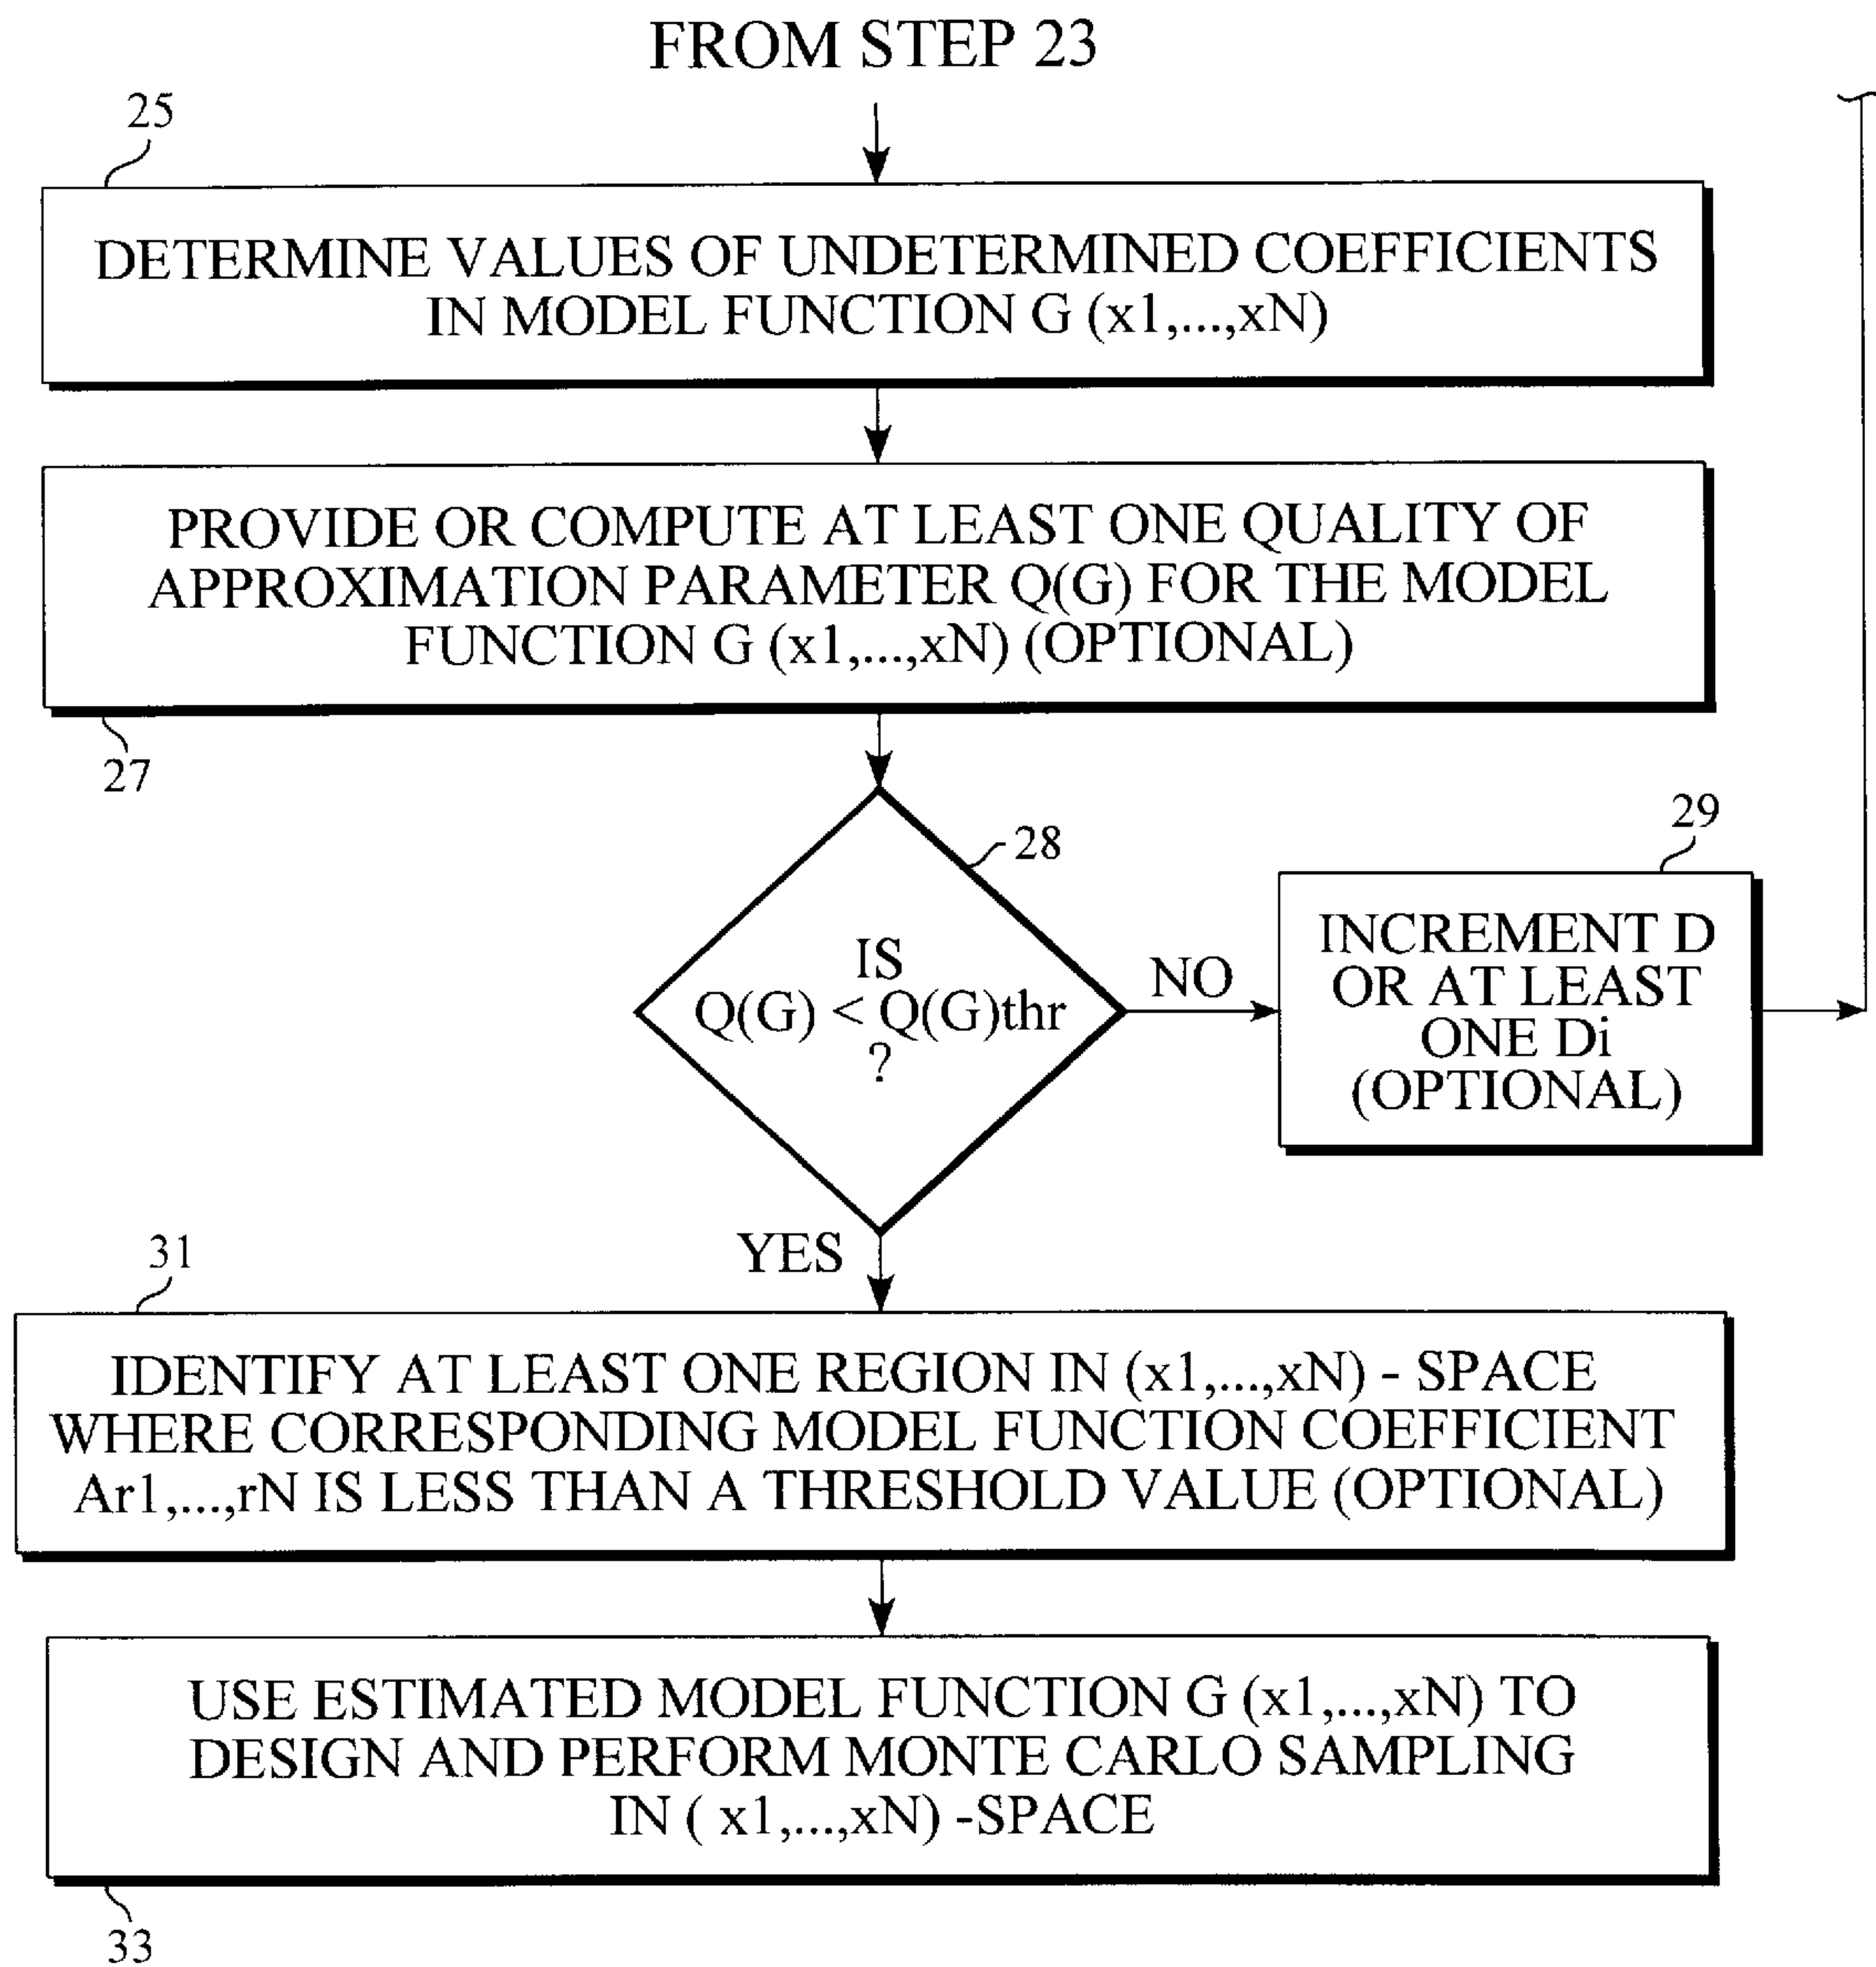 FROM STEP 23
25
DETERMINE VALUES OF UNDETERMINED COEFFICIENTS
IN MODEL FUNCTION G (x1,...,xN)
PROVIDE OR COMPUTE AT LEAST ONE QUALITY OF
APPROXIMATION PARAMETER Q(G) FOR THE MODEL
FUNCTION G (x1,...,xN) (OPTIONAL)
27
28
IS
Q(G) < Q(G)thr
?
NO
29
INCREMENT D
OR AT LEAST
ONE Di
(OPTIONAL)
YES
31
IDENTIFY AT LEAST ONE REGION IN (x1,...,xN) - SPACE
WHERE CORRESPONDING MODEL FUNCTION COEFFICIENT
Ar1,...,rN IS LESS THAN A THRESHOLD VALUE (OPTIONAL)
USE ESTIMATED MODEL FUNCTION G (x1,...,xN) TO
DESIGN AND PERFORM MONTE CARLO SAMPLING
IN ( x1,...,xN) -SPACE
33